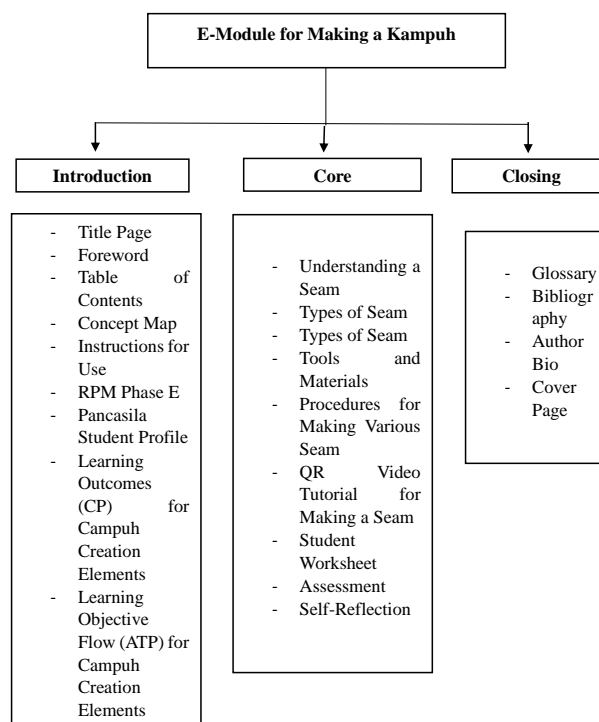 E-Module for Making a Kampuh
Introduction
- Title Page
- Foreword
- Table of
Contents
- Concept Map
- Instructions for
Use
- RPM Phase E
- Pancasila
Student Profile
- Learning
Outcomes
(CP) for
Campuh
Creation
Elements
- Learning
Objective
Flow (ATP) for
Campuh
Creation
Elements
Core
- Understanding a
Seam
- Types of Seam
- Types of Seam
- Tools and
Materials
- Procedures for
Making Various
Seam
- QR Video
Tutorial for
Making a Seam
- Student
Worksheet
- Assessment
- Self-Reflection
Closing
- Glossary
- Bibliogr
aphy
- Author
Bio
- Cover
Page